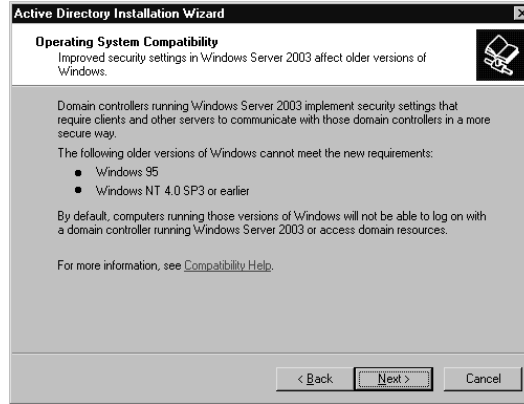 Active Directory Installation Wizard
Operating System Compatibility
Improved security settings in Windows Server 2003 affect older versions of
Windows.
Domain controllers running Windows Server 2003 implement security settings that
require clients and other servers to communicate with those domain controllers in a more
secure way.
The following older versions of Windows cannot meet the new requirements:
● Windows 95
● Windows NT 4.0 SP3 or earlier
By default, computers running those versions of Windows will not be able to log on with
a domain controller running Windows Server 2003 or access domain resources.
For more information, see Compatibility Help.
< Back Next > Cancel